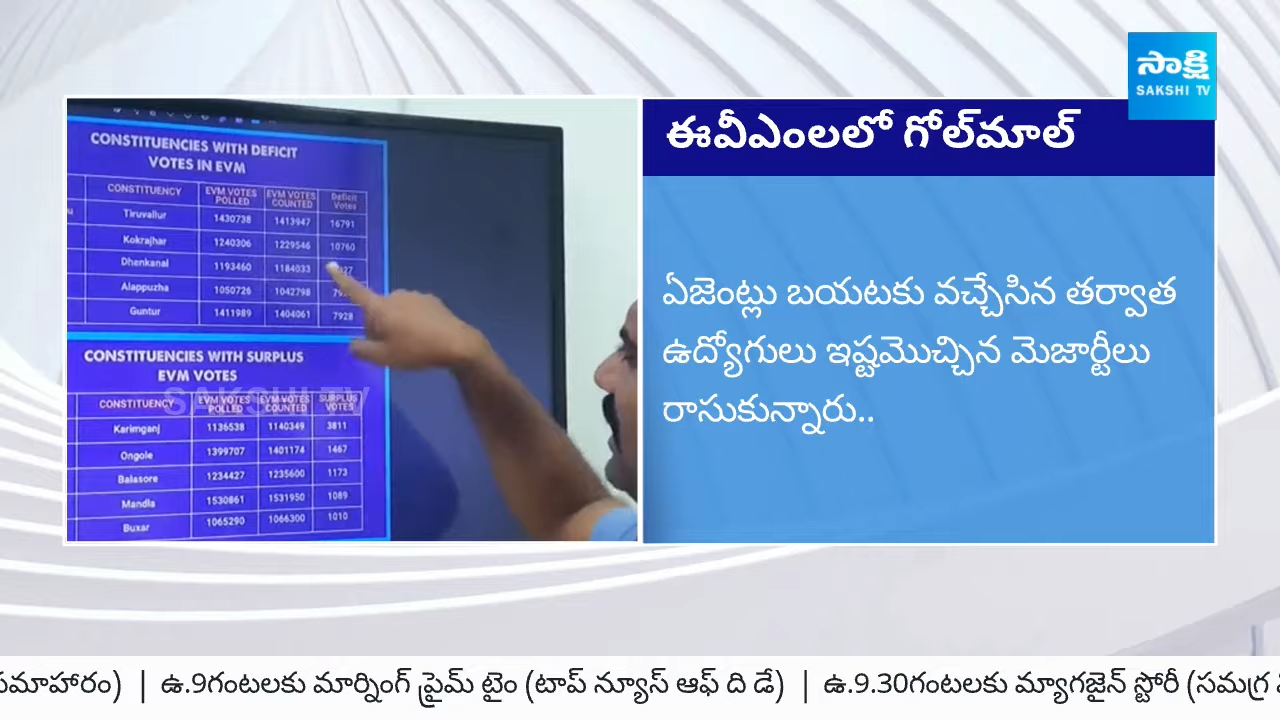 సాక్షి
SAKSHI TV
ఈవీఎంలలో గోల్‌మాల్
CONSTITUENCIES WITH DEFICIT
VOTES IN EVM
CONSTITUENCY EVM VOTES POLLED EVM VOTES COUNTED Deficit Votes
Tiruvallur 1430738 1413947 16791
Kokrajhar 1240306 1229546 10760
Dhenkanal 1193460 1184033
Alappuzha 1050726 1042798
Guntur 1411989 1404061 7928
CONSTITUENCIES WITH SURPLUS
EVM VOTES
SAKSHI TV
CONSTITUENCY EVM VOTES POLLED EVM VOTES COUNTED SURPLUS VOTES
Karimganj 1136538 1140349 3811
Ongole 1399707 1401174 1467
Balasore 1234427 1235600 1173
Mandla 1530861 1531950 1089
Buxar 1065290 1066300 1010
ఏజెంట్లు బయటకు వచ్చేసిన తర్వాత
ఉద్యోగులు ఇష్టమొచ్చిన మెజార్టీలు
రాసుకున్నారు..
సమాహారం) | ఉ.9గంటలకు మార్నింగ్ ప్రైమ్ టైం (టాప్ న్యూస్ ఆఫ్ ది డే) | ఉ.9.30గంటలకు మ్యాగజైన్ స్టోరీ (సమగ్ర